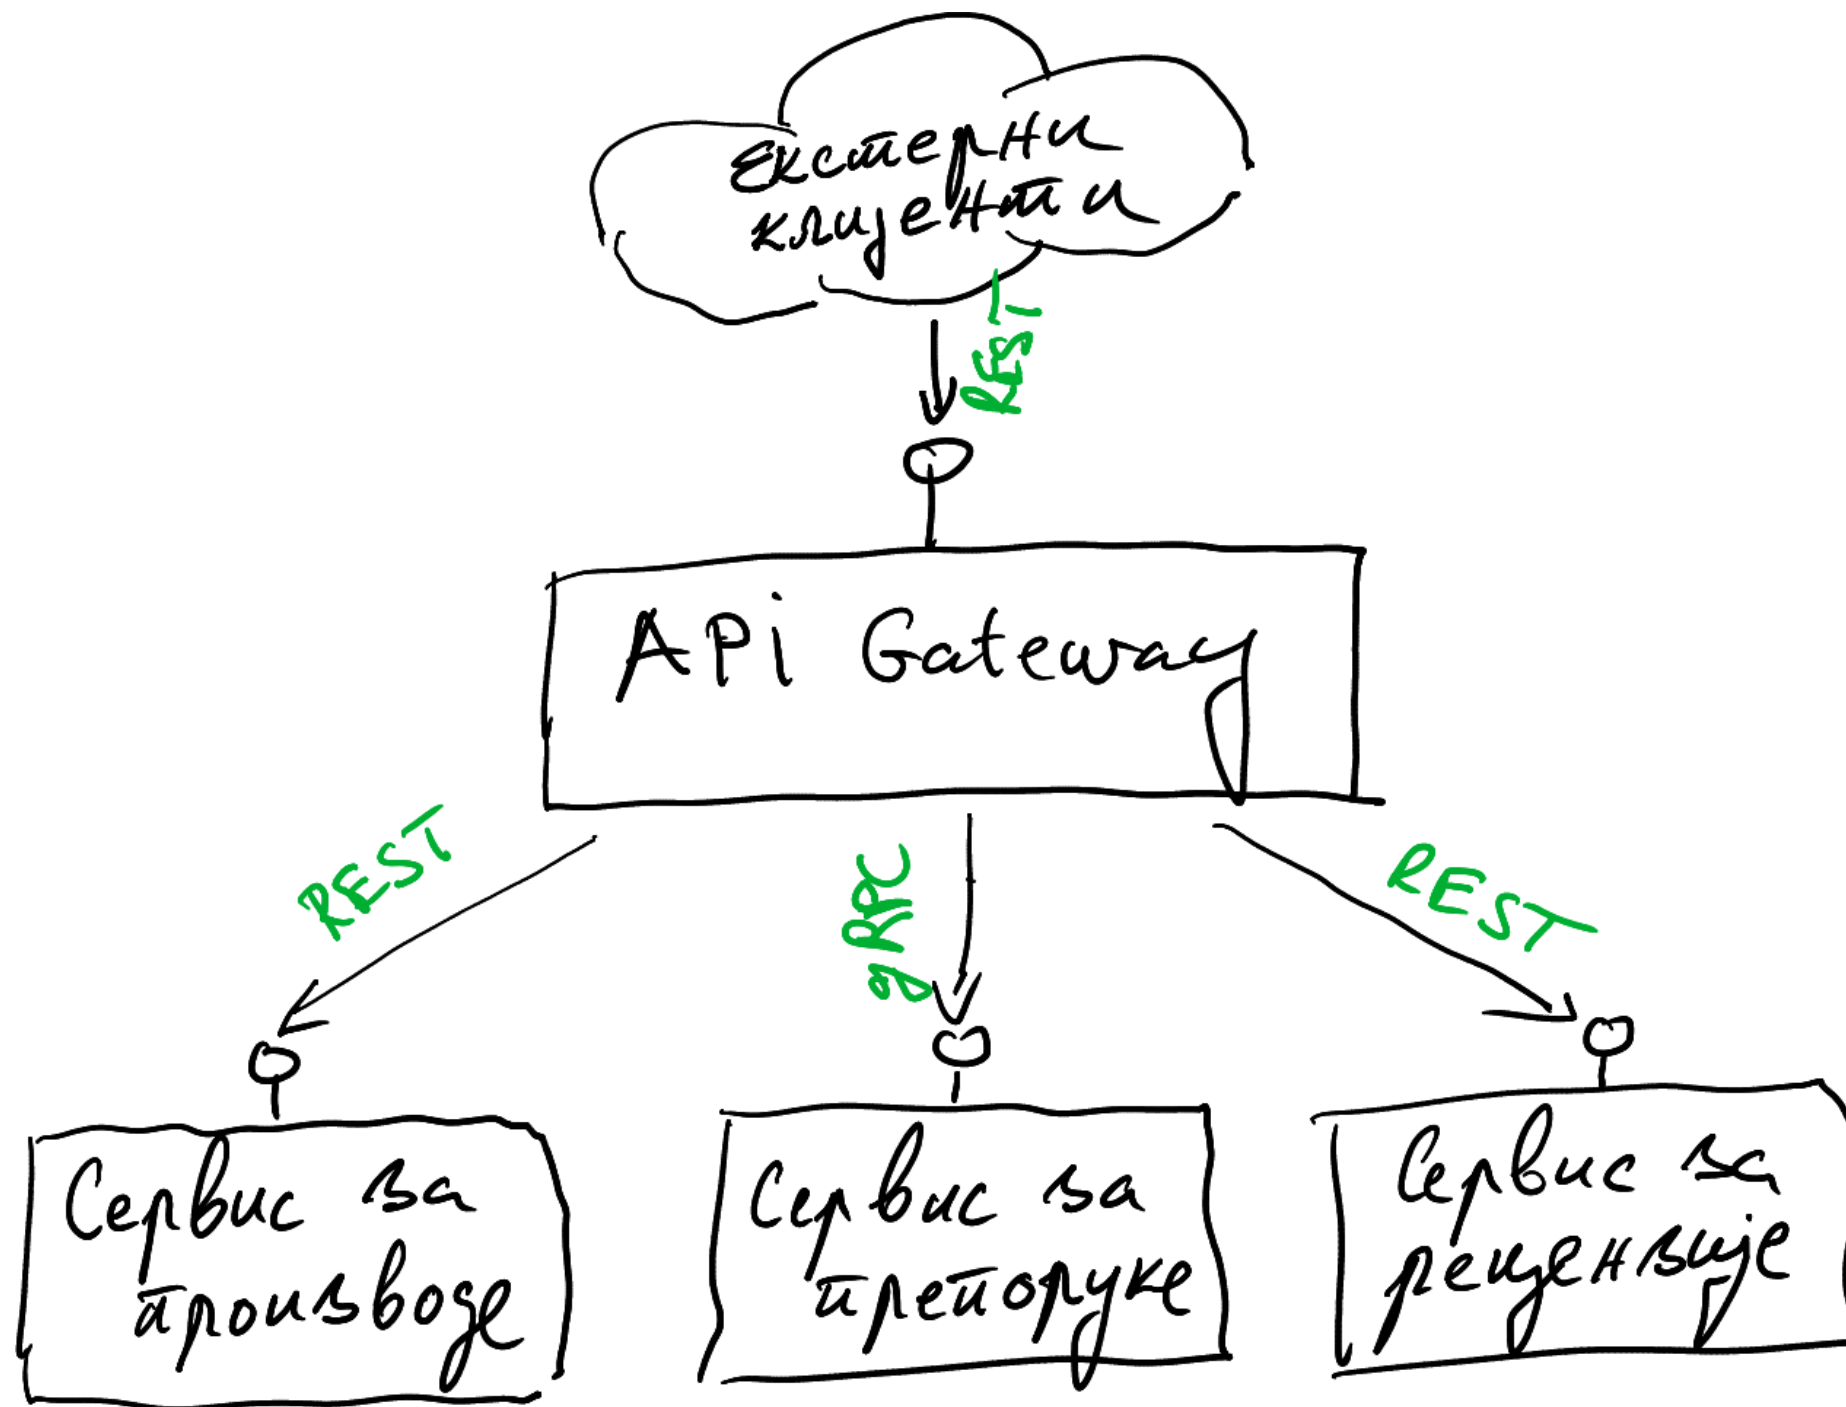 Екстерни
клијенти
REST
APi Gateway
REST
gRPC
REST
Сервис за
производе
Сервис за
препоруке
Сервис за
рецензије